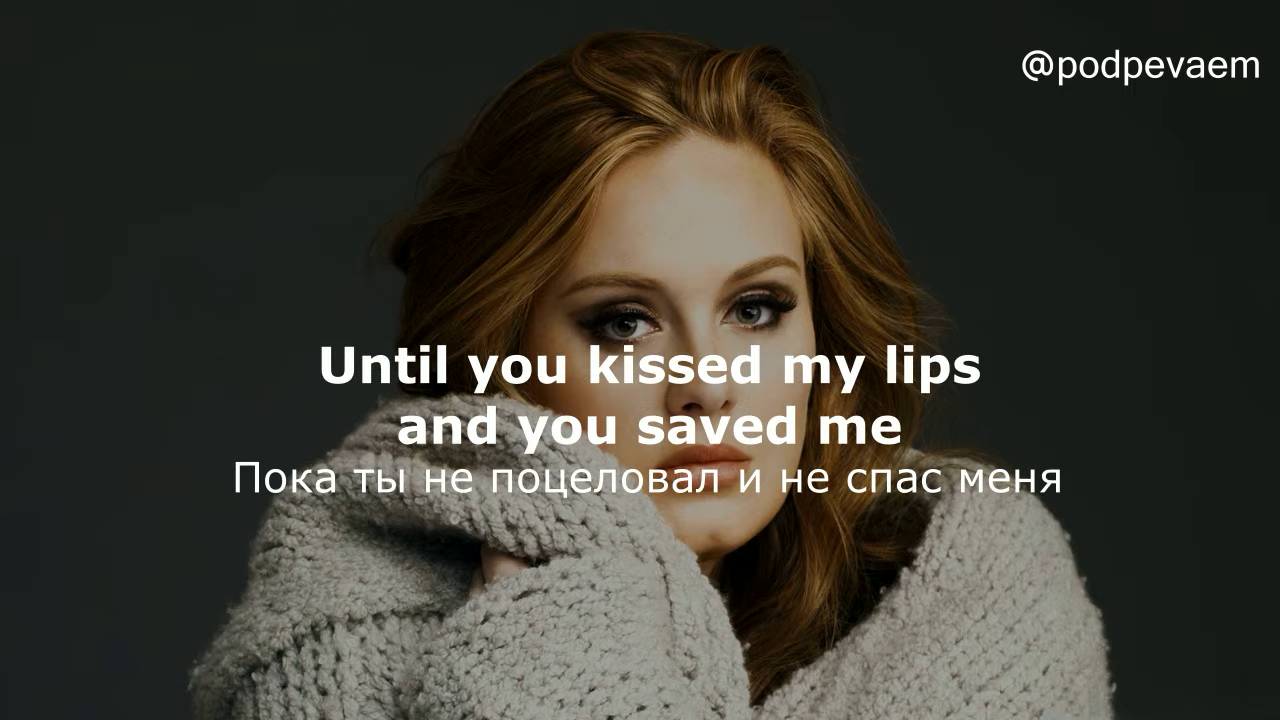 @podpevaem
Until you kissed my lips
and you saved me
Пока ты не поцеловал и не спас меня